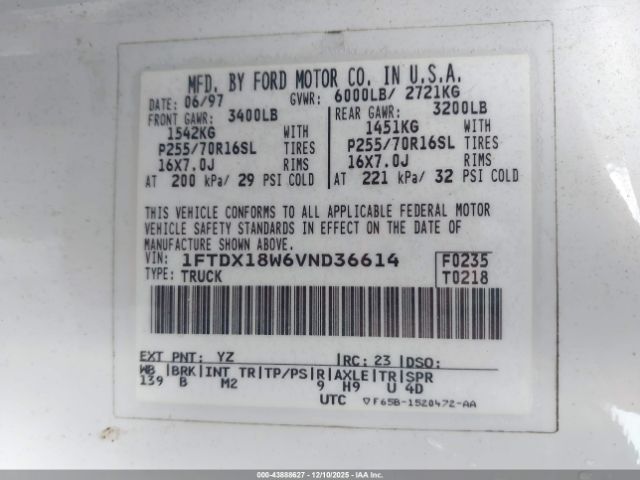 MFD. BY FORD MOTOR CO. IN U.S.A.
DATE: 06/97 GVWR: 6000LB/ 2721KG
FRONT GAWR: 3400LB REAR GAWR: 3200LB
1542KG WITH 1451KG WITH
P255/70R16SL TIRES P255/70R16SL TIRES
16X7.0J RIMS 16X7.0J RIMS
AT 200 kPa/ 29 PSI COLD AT 221 kPa/ 32 PSI COLD
THIS VEHICLE CONFORMS TO ALL APPLICABLE FEDERAL MOTOR
VEHICLE SAFETY STANDARDS IN EFFECT ON THE DATE OF
MANUFACTURE SHOWN ABOVE.
VIN: 1FTDX18W6VND36614 F0235
TYPE: TRUCK T0218
EXT PNT: YZ RC: 23 DSO:
WB BRK INT TR TP/PS R AXLE TR SPR
139 B M2 9 H9 U 4D
UTC ▽F65B-1520472-AA
000-43888627 - 12/10/2025 - IAAI.COM